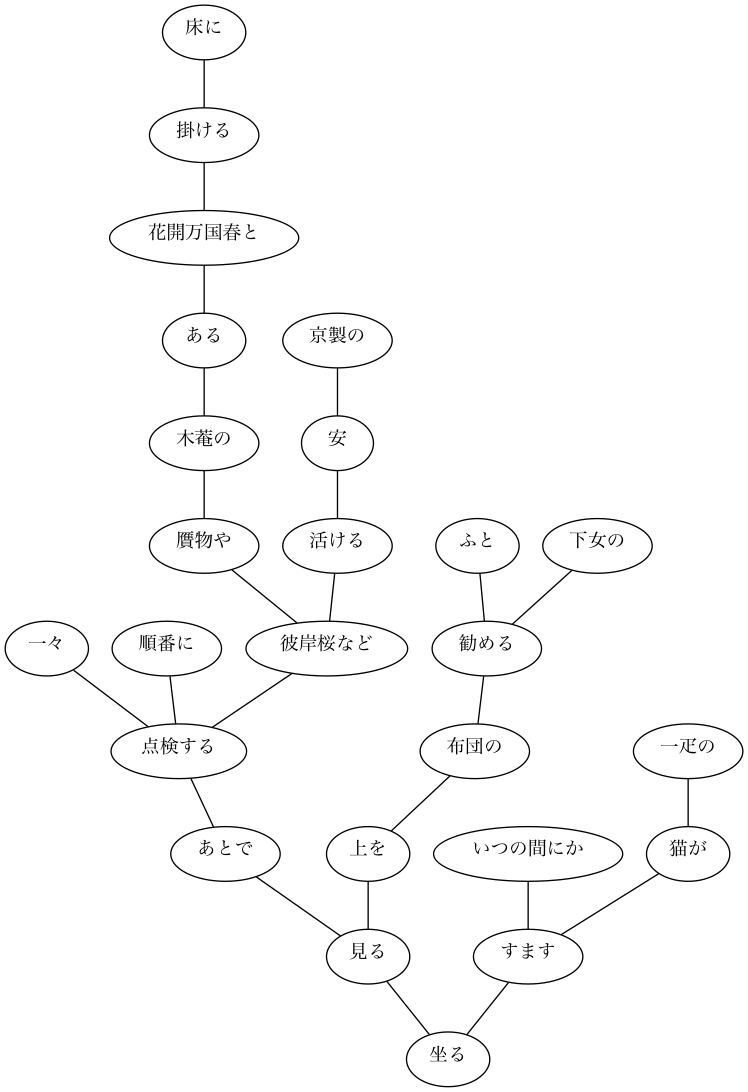 床に
掛ける
花開万国春と
ある
京製の
木菴の
安
贋物や
活ける
ふと
下女の
一々
順番に
彼岸桜など
勧める
点検する
布団の
一疋の
あとで
上を
いつの間にか
猫が
見る
すます
坐る